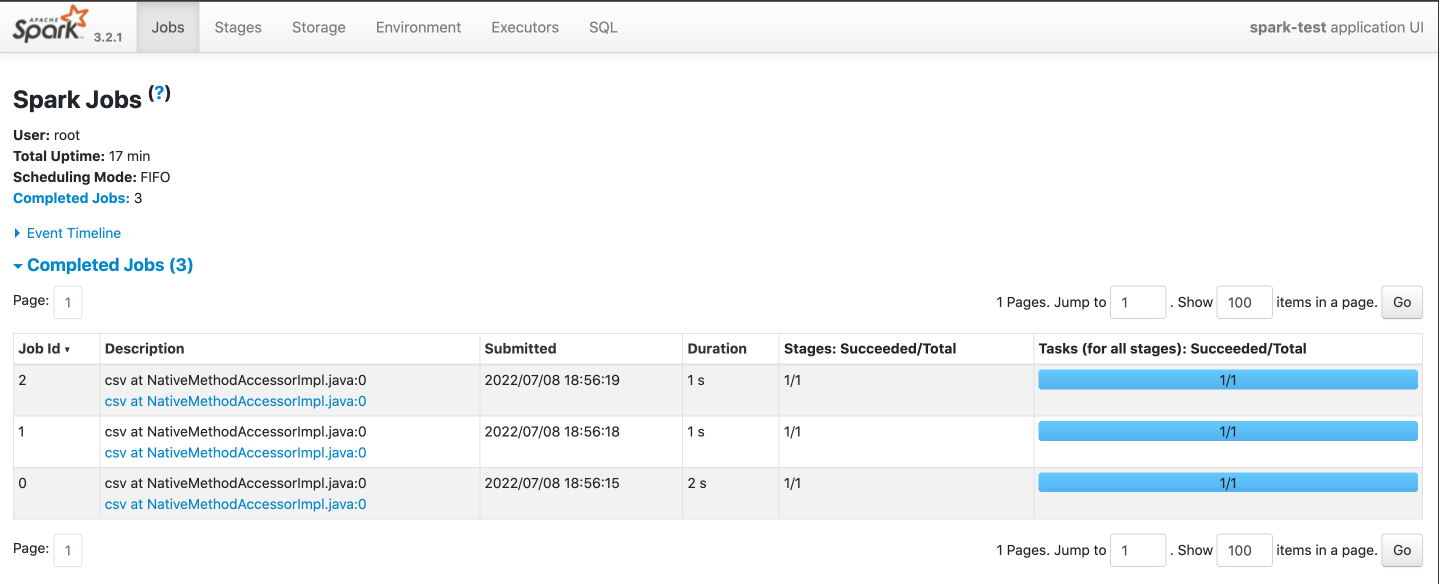 APACHE Spark 3.2.1 Jobs Stages Storage Environment Executors SQL spark-test application UI
Spark Jobs (?)
User: root
Total Uptime: 17 min
Scheduling Mode: FIFO
Completed Jobs: 3
Event Timeline
Completed Jobs (3)
Page: 1 1 Pages. Jump to 1 . Show 100 items in a page. Go
Job Id ▾ Description Submitted Duration Stages: Succeeded/Total Tasks (for all stages): Succeeded/Total
2 csv at NativeMethodAccessorImpl.java:0 2022/07/08 18:56:19 1 s 1/1 1/1
csv at NativeMethodAccessorImpl.java:0
1 csv at NativeMethodAccessorImpl.java:0 2022/07/08 18:56:18 1 s 1/1 1/1
csv at NativeMethodAccessorImpl.java:0
0 csv at NativeMethodAccessorImpl.java:0 2022/07/08 18:56:15 2 s 1/1 1/1
csv at NativeMethodAccessorImpl.java:0
Page: 1 1 Pages. Jump to 1 . Show 100 items in a page. Go